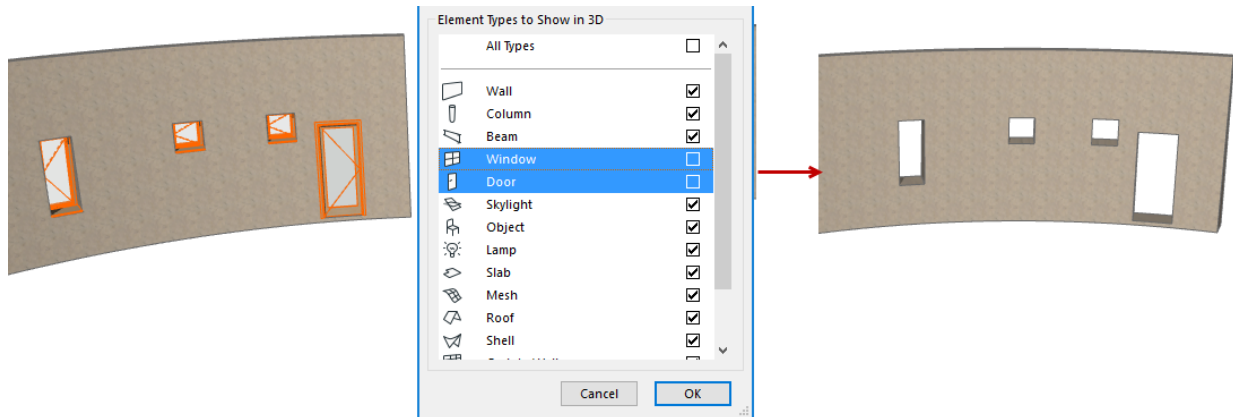 Element Types to Show in 3D
All Types
Wall
Column
Beam
Window
Door
Skylight
Object
Lamp
Slab
Mesh
Roof
Shell
Cancel OK